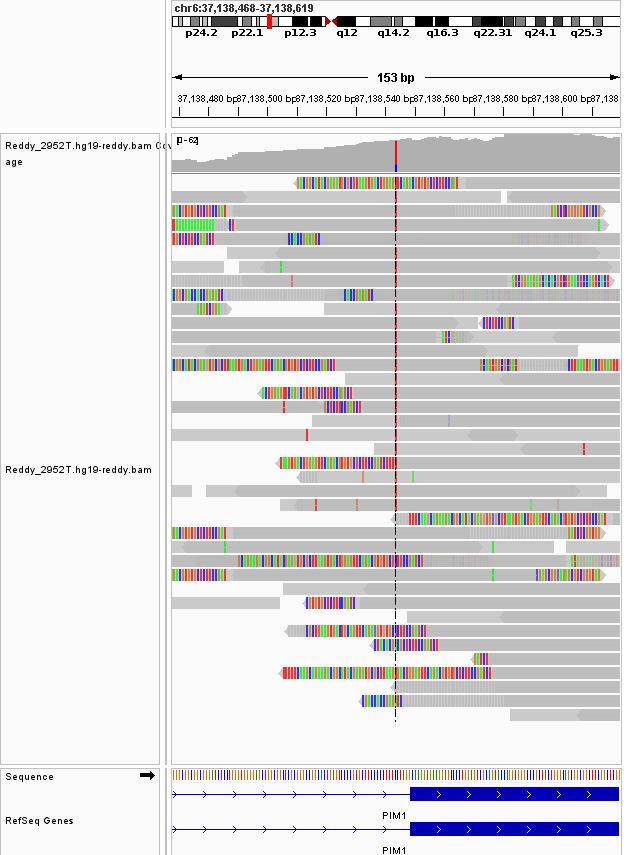 chr6:37,138,468-37,138,619
p24.2 p22.1 p12.3 q12 q14.2 q16.3 q22.31 q24.1 q25.3
153 bp
37,138,480 bp 37,138,500 bp 37,138,520 bp 37,138,540 bp 37,138,560 bp 37,138,580 bp 37,138,600 bp 37,138
Reddy_2952T.hg19-reddy.bam Cov
age
[0 - 62]
Reddy_2952T.hg19-reddy.bam
Sequence
PIM1
RefSeq Genes
PIM1